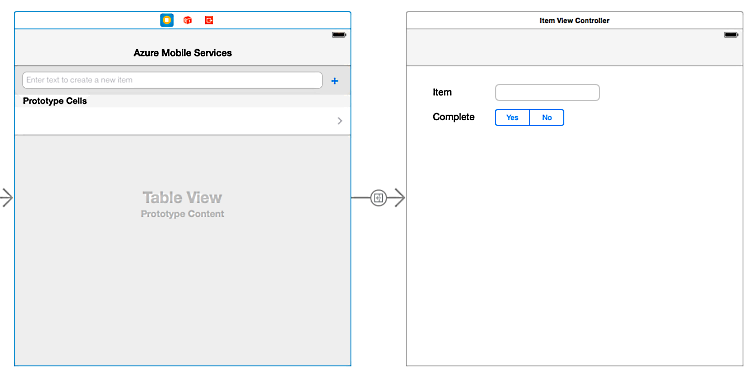 Item View Controller
Azure Mobile Services
Enter text to create a new item
+
Prototype Cells
Table View
Prototype Content
Item
Complete
Yes No